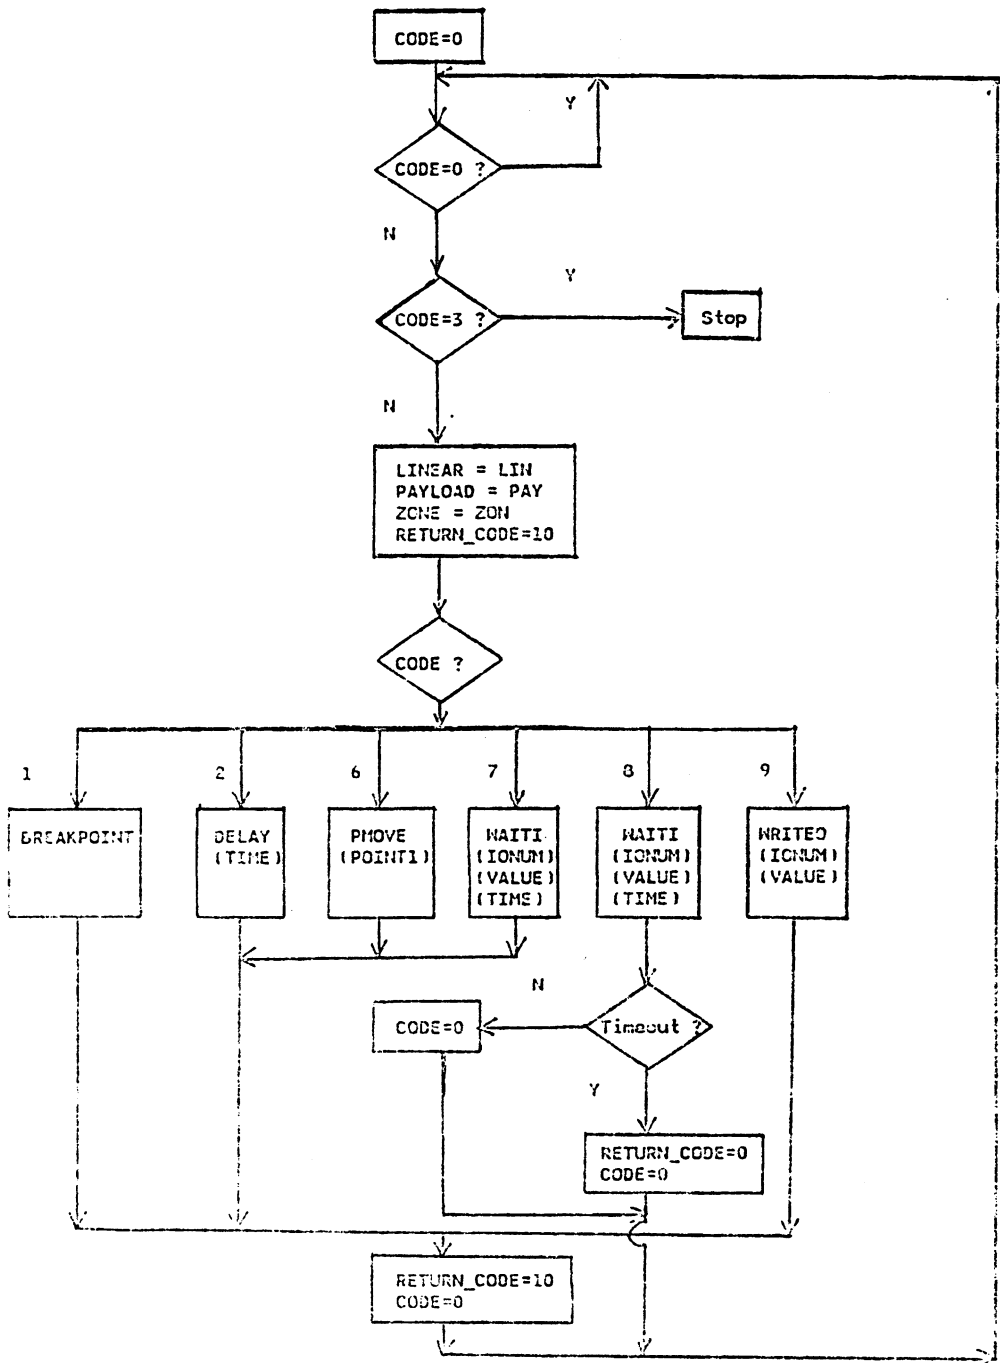 CODE=0
Y
CODE=0 ?
N
Y
CODE=3 ?
Stop
N
LINEAR = LIN
PAYLOAD = PAY
ZONE = ZON
RETURN_CODE=10
CODE ?
1
2
6
7
8
9
BREAKPOINT
DELAY
(TIME)
PMOVE
(POINT1)
WAITI
(IONUM)
(VALUE)
(TIME)
WAITI
(IONUM)
(VALUE)
(TIME)
WRITEO
(IONUM)
(VALUE)
N
CODE=0
Timeout ?
Y
RETURN_CODE=0
CODE=0
RETURN_CODE=10
CODE=0